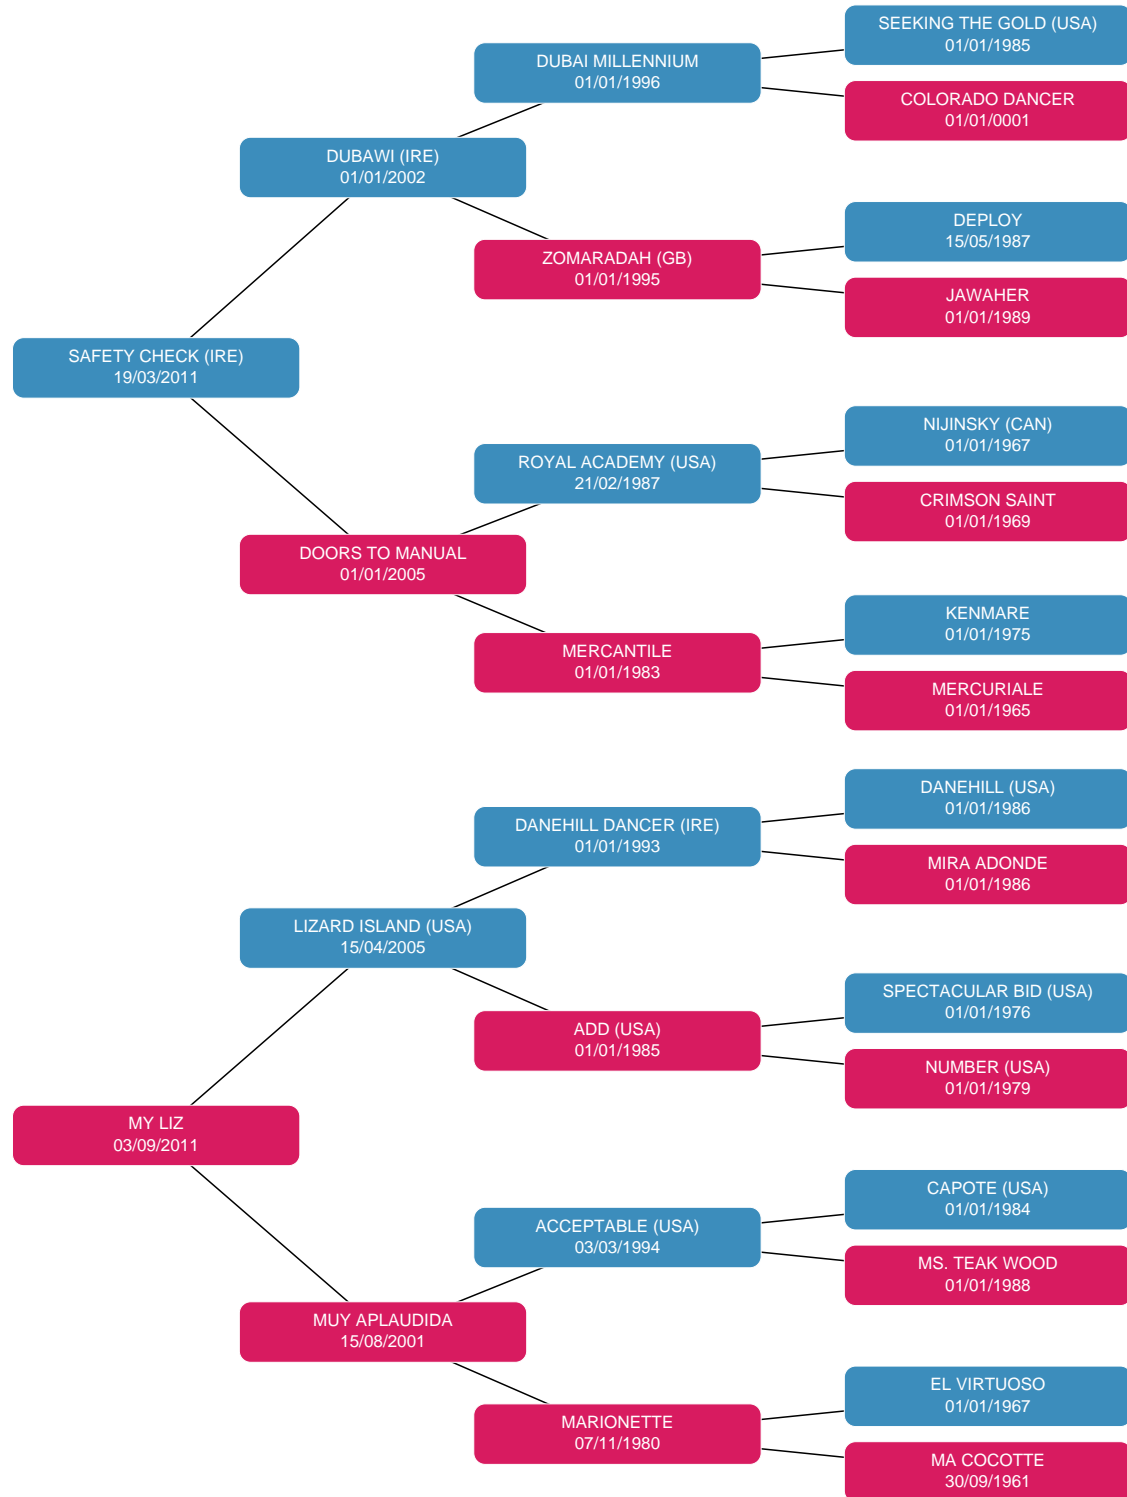 SEEKING THE GOLD (USA)
01/01/1985
DUBAI MILLENNIUM
01/01/1996
COLORADO DANCER
01/01/0001
DUBAWI (IRE)
01/01/2002
DEPLOY
15/05/1987
ZOMARADAH (GB)
01/01/1995
JAWAHER
01/01/1989
SAFETY CHECK (IRE)
19/03/2011
NIJINSKY (CAN)
01/01/1967
ROYAL ACADEMY (USA)
21/02/1987
CRIMSON SAINT
01/01/1969
DOORS TO MANUAL
01/01/2005
KENMARE
01/01/1975
MERCANTILE
01/01/1983
MERCURIALE
01/01/1965
DANEHILL (USA)
01/01/1986
DANEHILL DANCER (IRE)
01/01/1993
MIRA ADONDE
01/01/1986
LIZARD ISLAND (USA)
15/04/2005
SPECTACULAR BID (USA)
01/01/1976
ADD (USA)
01/01/1985
NUMBER (USA)
01/01/1979
MY LIZ
03/09/2011
CAPOTE (USA)
01/01/1984
ACCEPTABLE (USA)
03/03/1994
MS. TEAK WOOD
01/01/1988
MUY APLAUDIDA
15/08/2001
EL VIRTUOSO
01/01/1967
MARIONETTE
07/11/1980
MA COCOTTE
30/09/1961